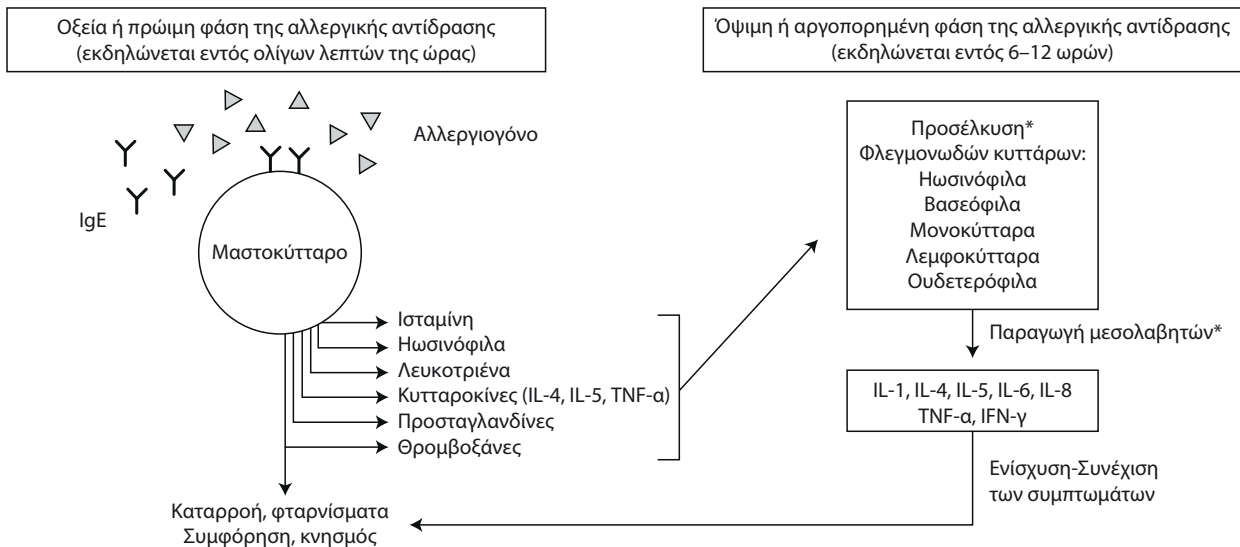 Οξεία ή πρώιμη φάση της αλλεργικής αντίδρασης
(εκδηλώνεται εντός ολίγων λεπτών της ώρας)
Αλλεργιογόνο
IgE
Μαστοκύτταρο
Ισταμίνη
Ηωσινόφιλα
Λευκοτριένα
Κυτταροκίνες (IL-4, IL-5, TNF-α)
Προσταγλανδίνες
Θρομβοξάνες
Καταρροή, φταρνίσματα
Συμφόρηση, κνησμός
Όψιμη ή αργοπορημένη φάση της αλλεργικής αντίδρασης
(εκδηλώνεται εντός 6–12 ωρών)
Προσέλκυση*
Φλεγμονωδών κυττάρων:
Ηωσινόφιλα
Βασεόφιλα
Μονοκύτταρα
Λεμφοκύτταρα
Ουδετερόφιλα
Παραγωγή μεσολαβητών*
IL-1, IL-4, IL-5, IL-6, IL-8
TNF-α, IFN-γ
Ενίσχυση-Συνέχιση
των συμπτωμάτων